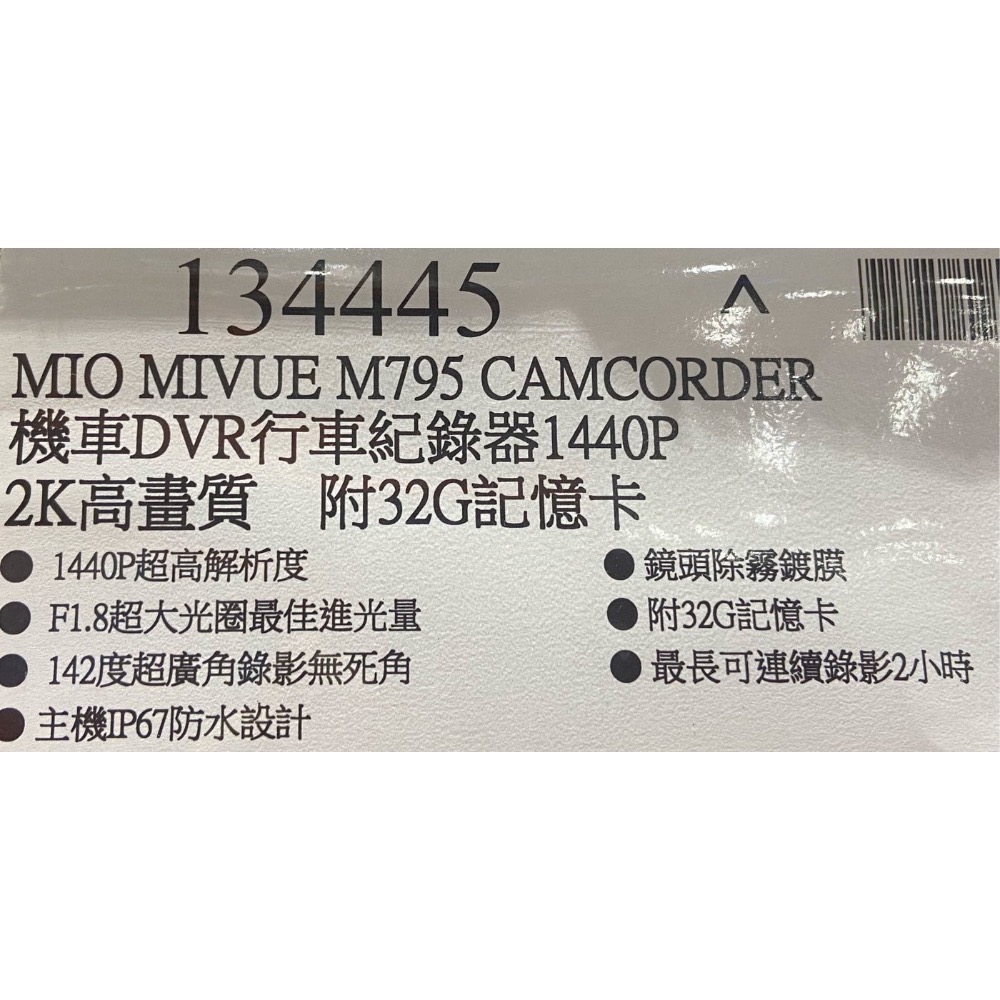 134445
MIO MIVUE M795 CAMCORDER
機車DVR行車紀錄器1440P
2K高畫質 附32G記憶卡
● 1440P超高解析度
● F1.8超大光圈最佳進光量
● 142度超廣角錄影無死角
● 主機IP67防水設計
● 鏡頭除霧鍍膜
● 附32G記憶卡
● 最長可連續錄影2小時